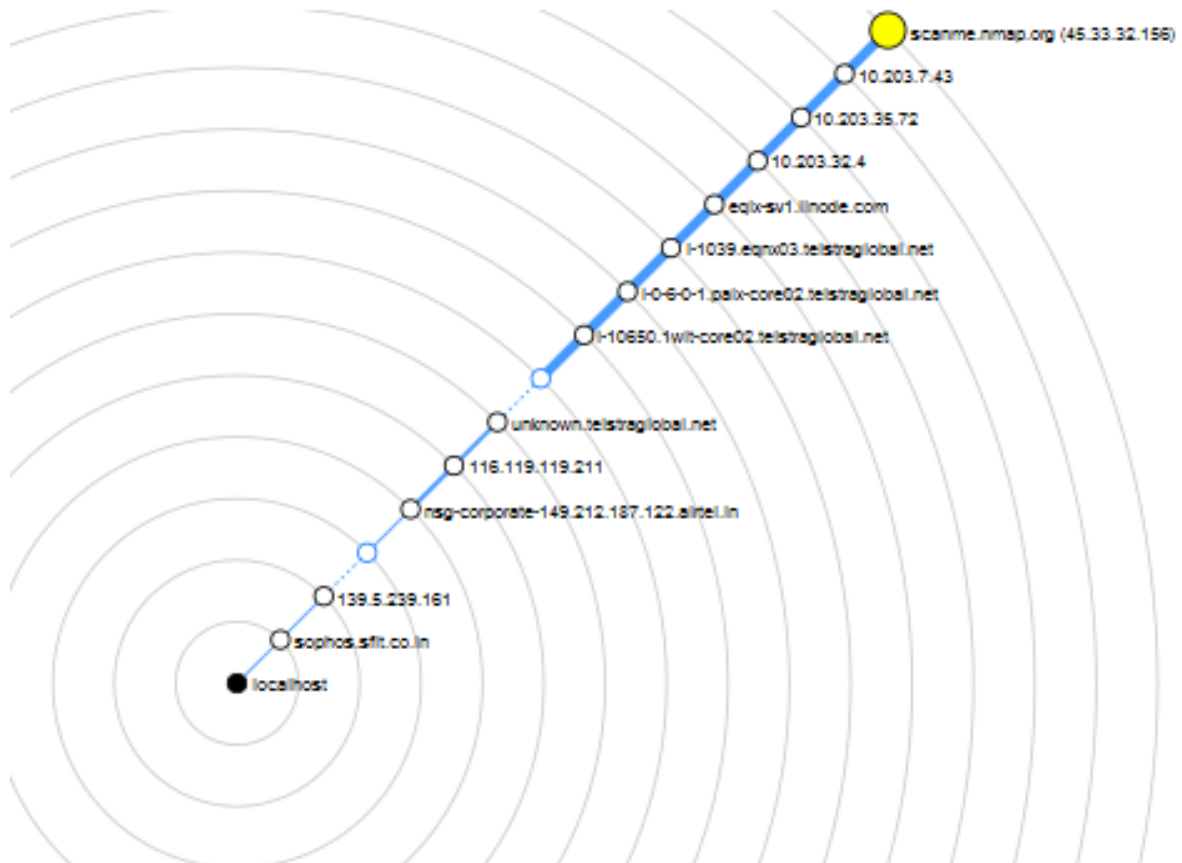 scanme.nmap.org (45.33.32.156)
10.203.7.43
10.203.35.72
10.203.32.4
eqix-sv1.linode.com
i-1039.eqnx03.telstraglobal.net
i-0-6-0-1.paix-core02.telstraglobal.net
i-10650.1wlt-core02.telstraglobal.net
unknown.telstraglobal.net
116.119.119.211
nsg-corporate-149.212.187.122.airtel.in
139.5.239.161
sophos.sfit.co.in
localhost